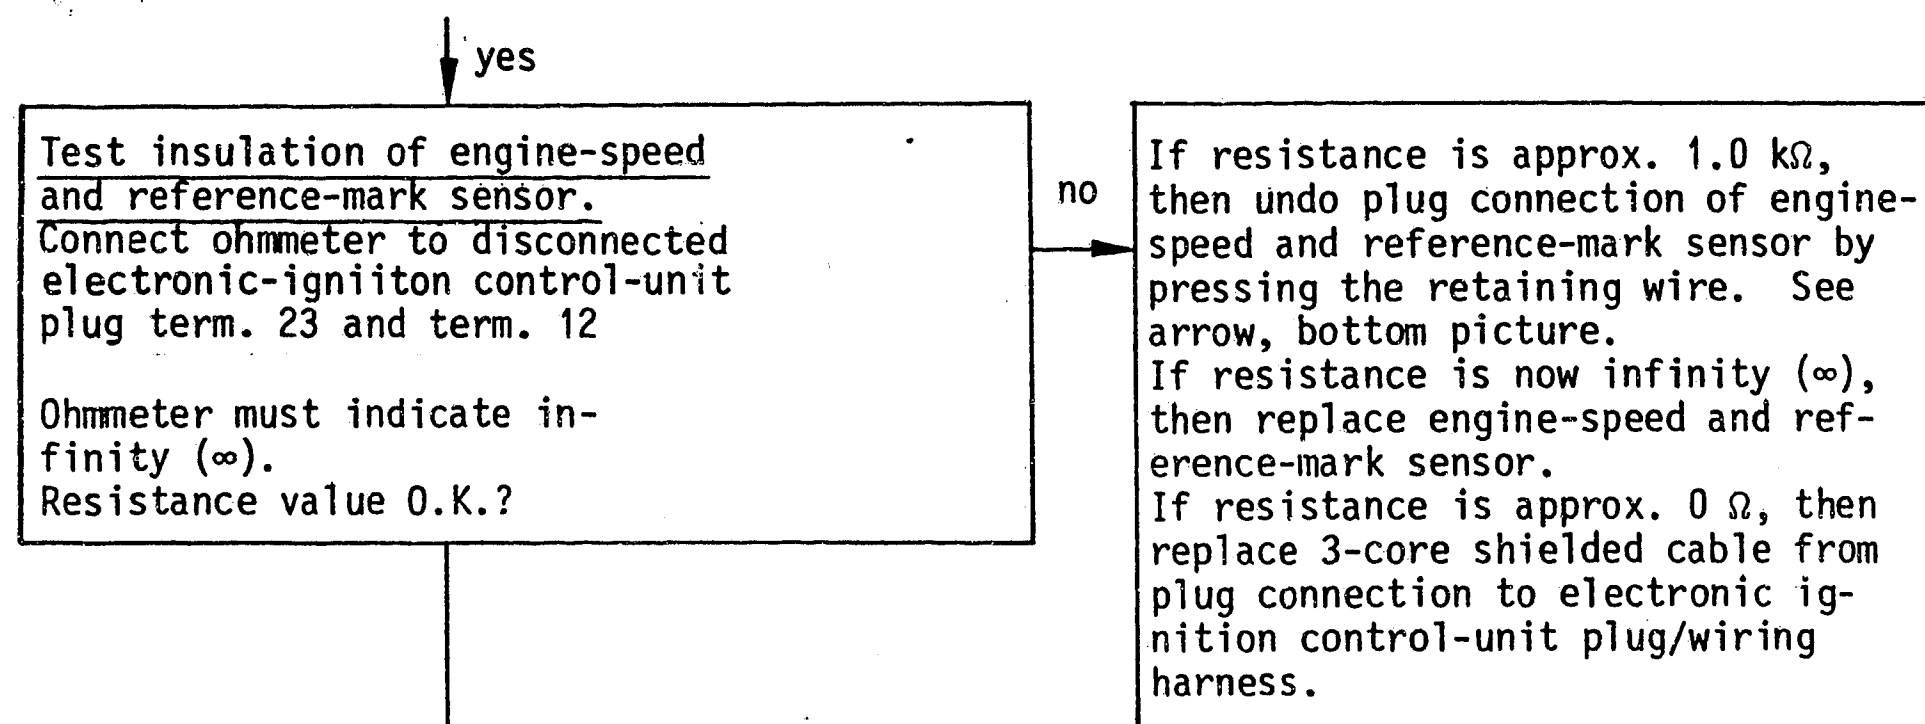 yes
Test insulation of engine-speed
and reference-mark sensor.
Connect ohmmeter to disconnected
electronic-igniiton control-unit
plug term. 23 and term. 12
Ohmmeter must indicate in-
finity (∞).
Resistance value O.K.?
no
If resistance is approx. 1.0 kΩ,
then undo plug connection of engine-
speed and reference-mark sensor by
pressing the retaining wire. See
arrow, bottom picture.
If resistance is now infinity (∞),
then replace engine-speed and ref-
erence-mark sensor.
If resistance is approx. 0 Ω, then
replace 3-core shielded cable from
plug connection to electronic ig-
nition control-unit plug/wiring
harness.